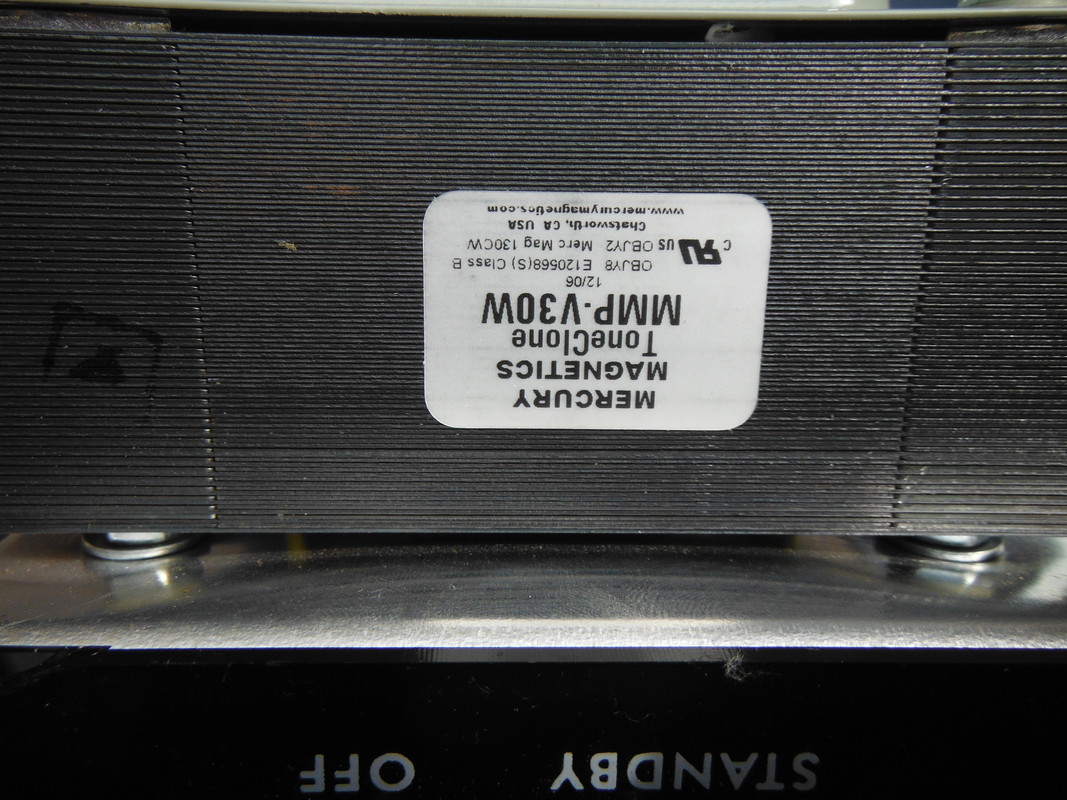 STANDBY OFF
MERCURY
MAGNETICS
ToneClone
MMP-V30W
12/06
OBJY8 E120568(S) Class B
c RU US OBJY2 Merc Mag 130CW
Chatsworth, CA USA
www.mercurymagnetics.com